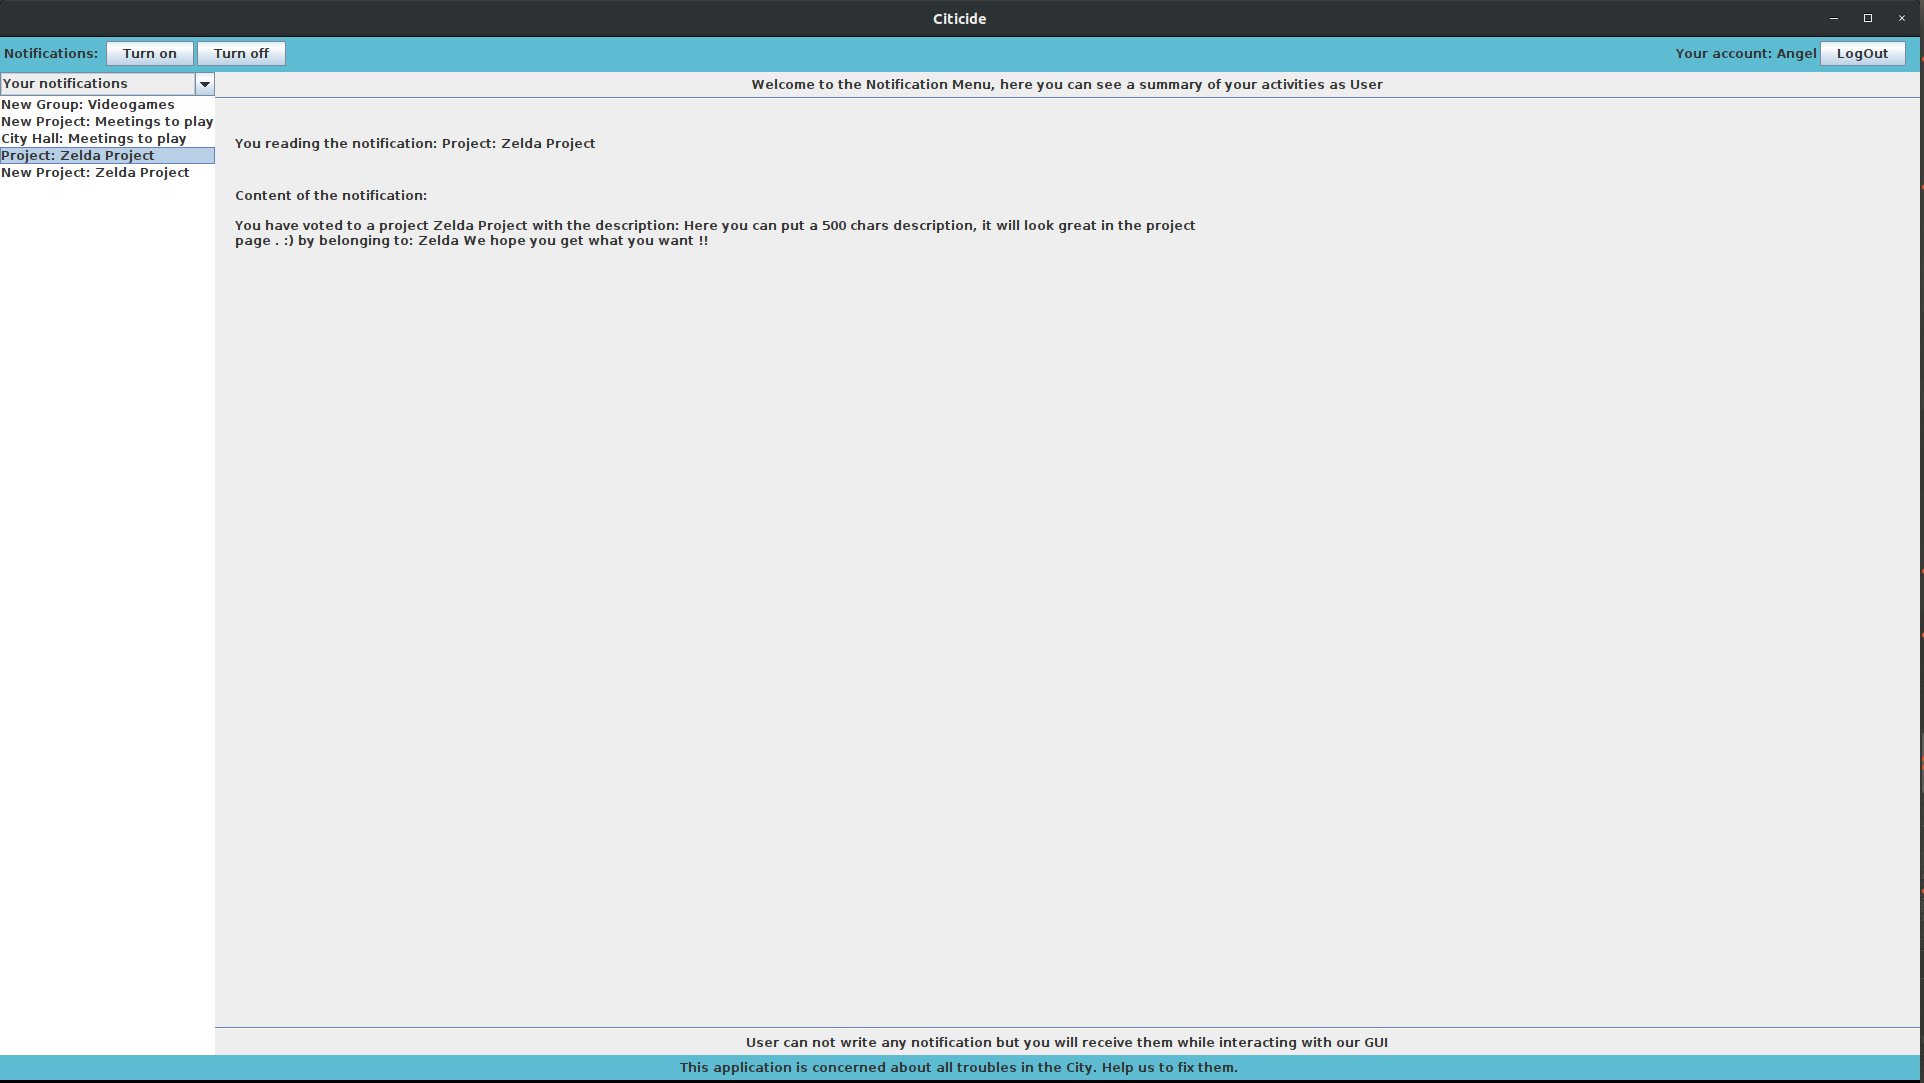 Citicide
Notifications: Turn on Turn off Your account: Angel LogOut
Your notifications
Welcome to the Notification Menu, here you can see a summary of your activities as User
New Group: Videogames
New Project: Meetings to play
City Hall: Meetings to play
Project: Zelda Project
New Project: Zelda Project
You reading the notification: Project: Zelda Project
Content of the notification:
You have voted to a project Zelda Project with the description: Here you can put a 500 chars description, it will look great in the project
page . :) by belonging to: Zelda We hope you get what you want !!
User can not write any notification but you will receive them while interacting with our GUI
This application is concerned about all troubles in the City. Help us to fix them.